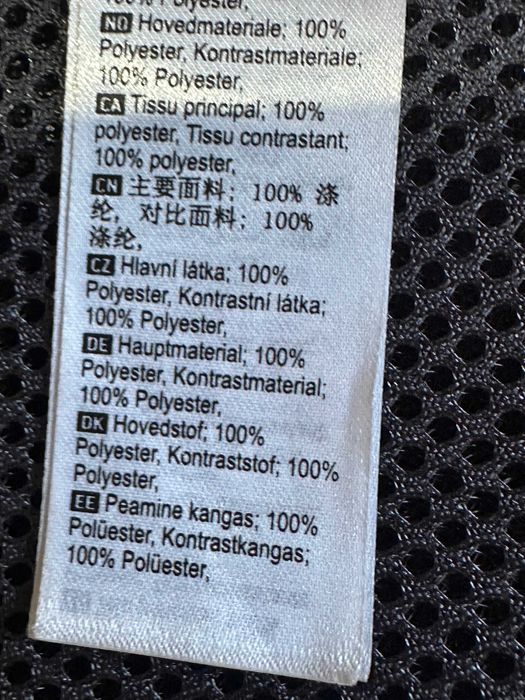 100% Polyester,
NO Hovedmateriale; 100%
Polyester, Kontrastmateriale;
100% Polyester,
CA Tissu principal; 100%
polyester, Tissu contrastant;
100% polyester,
CN 主要面料; 100% 涤
纶, 对比面料; 100%
涤纶,
CZ Hlavní látka; 100%
Polyester, Kontrastní látka;
100% Polyester,
DE Hauptmaterial; 100%
Polyester, Kontrastmaterial;
100% Polyester,
DK Hovedstof; 100%
Polyester, Kontraststof; 100%
Polyester,
EE Peamine kangas; 100%
Polüester, Kontrastkangas;
100% Polüester,